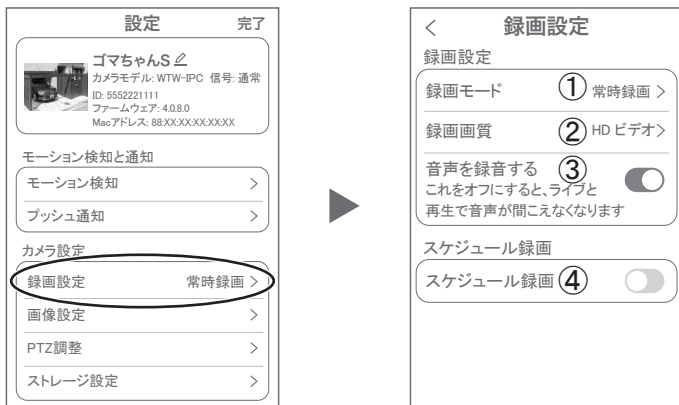 設定 完了
ゴマちゃんS
カメラモデル: WTW-IPC 信号: 通常
ID: 5552221111
ファームウェア: 4.0.8.0
Macアドレス: 88:XX:XX:XX:XX:XX
モーション検知と通知
モーション検知 >
プッシュ通知 >
カメラ設定
録画設定 常時録画 >
画像設定 >
PTZ調整 >
ストレージ設定 >
< 録画設定
録画設定
録画モード ① 常時録画 >
録画画質 ② HD ビデオ>
音声を録音する ③
これをオフにすると、ライブと
再生で音声が聞こえなくなります
スケジュール録画
スケジュール録画 ④